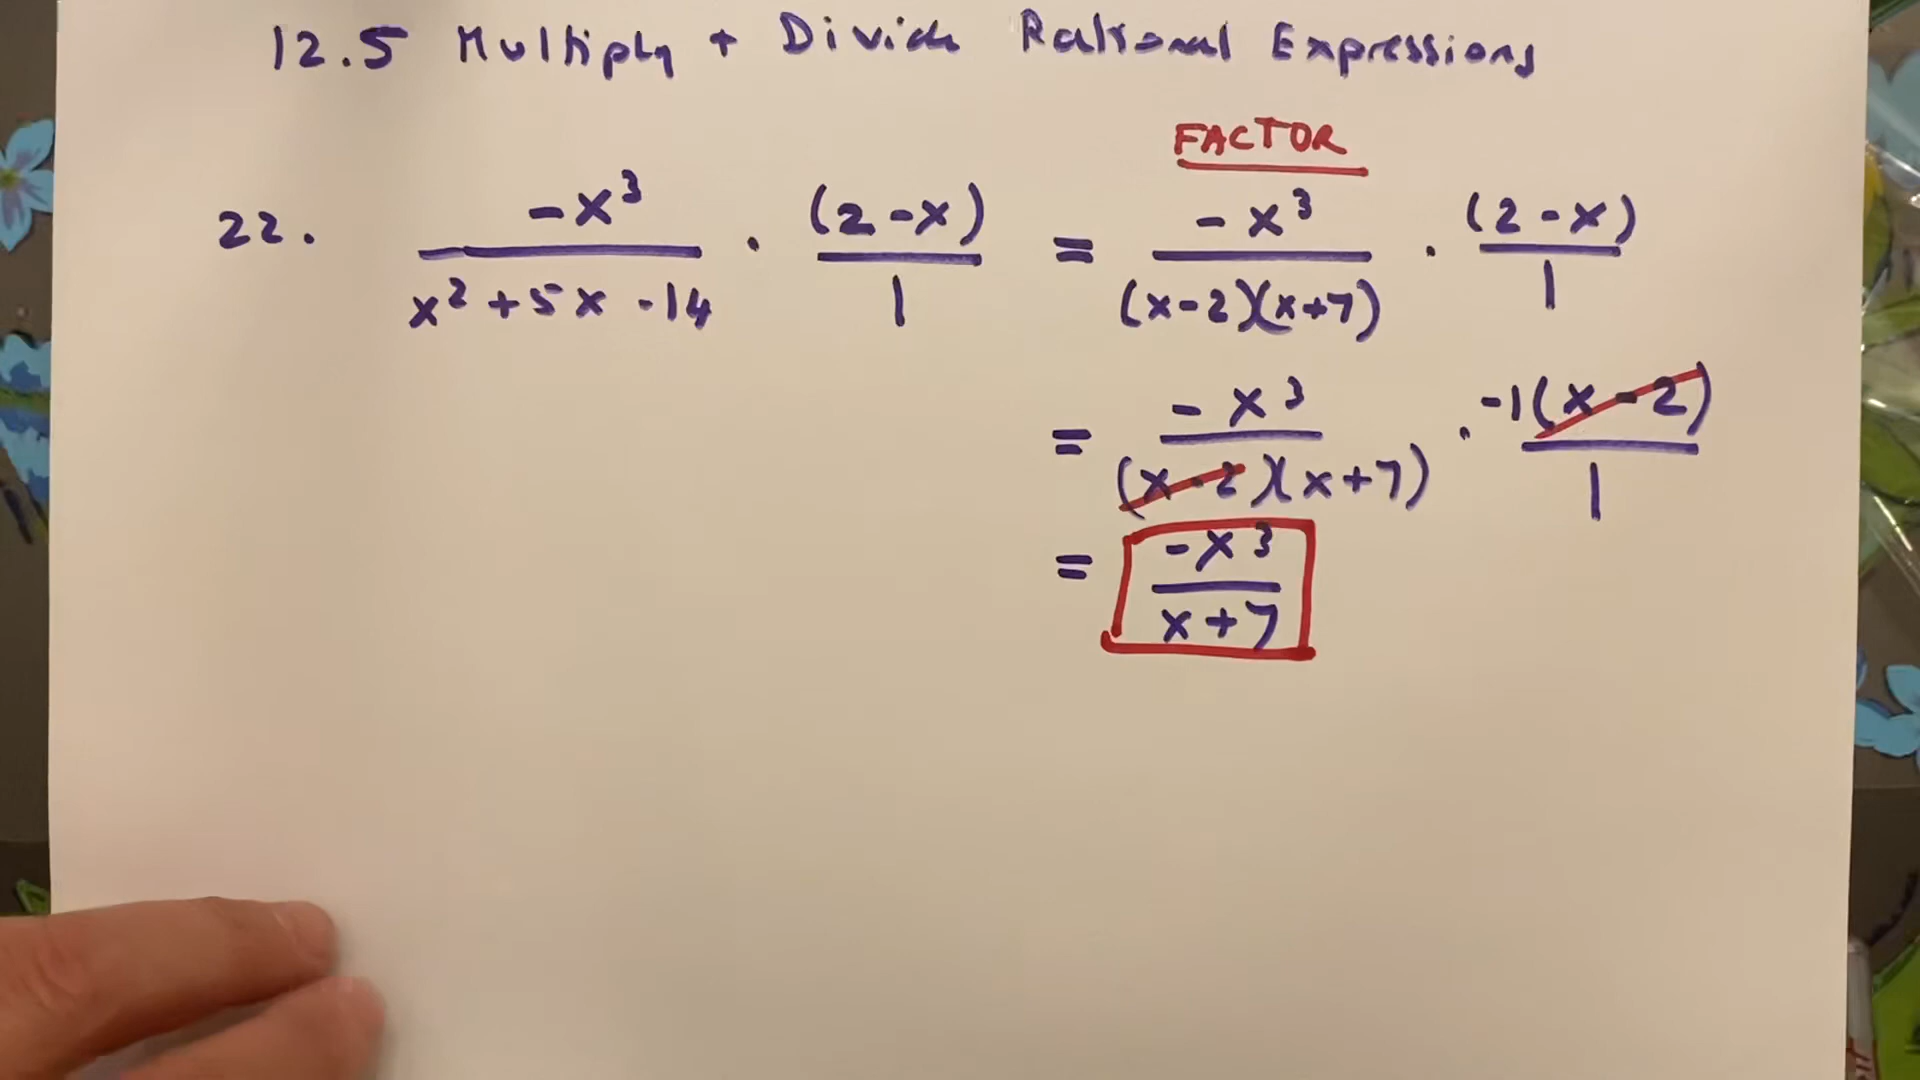 12.5 Multiply + Divide Rational Expressions
FACTOR
22. -x³/(x²+5x-14) · (2-x)/1 = -x³/((x-2)(x+7)) · (2-x)/1
= -x³/((x-2)(x+7)) · -1(x-2)/1
= -x³/(x+7)